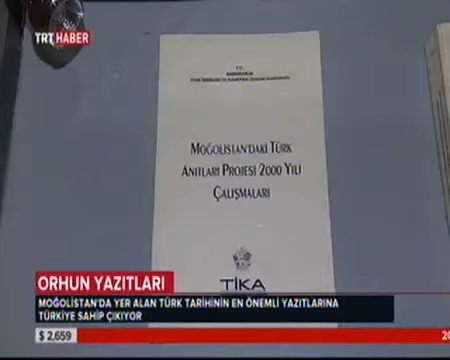 TRT HABER
T.C.
MOĞOLİSTAN'DAKİ TÜRK
ANITLARI PROJESİ 2000 YILI
ÇALIŞMALARI
TİKA
ORHUN YAZITLARI
MOĞOLİSTAN'DA YER ALAN TÜRK TARİHİNİN EN ÖNEMLİ YAZITLARINA
TÜRKİYE SAHİP ÇIKIYOR
$ 2,659
20